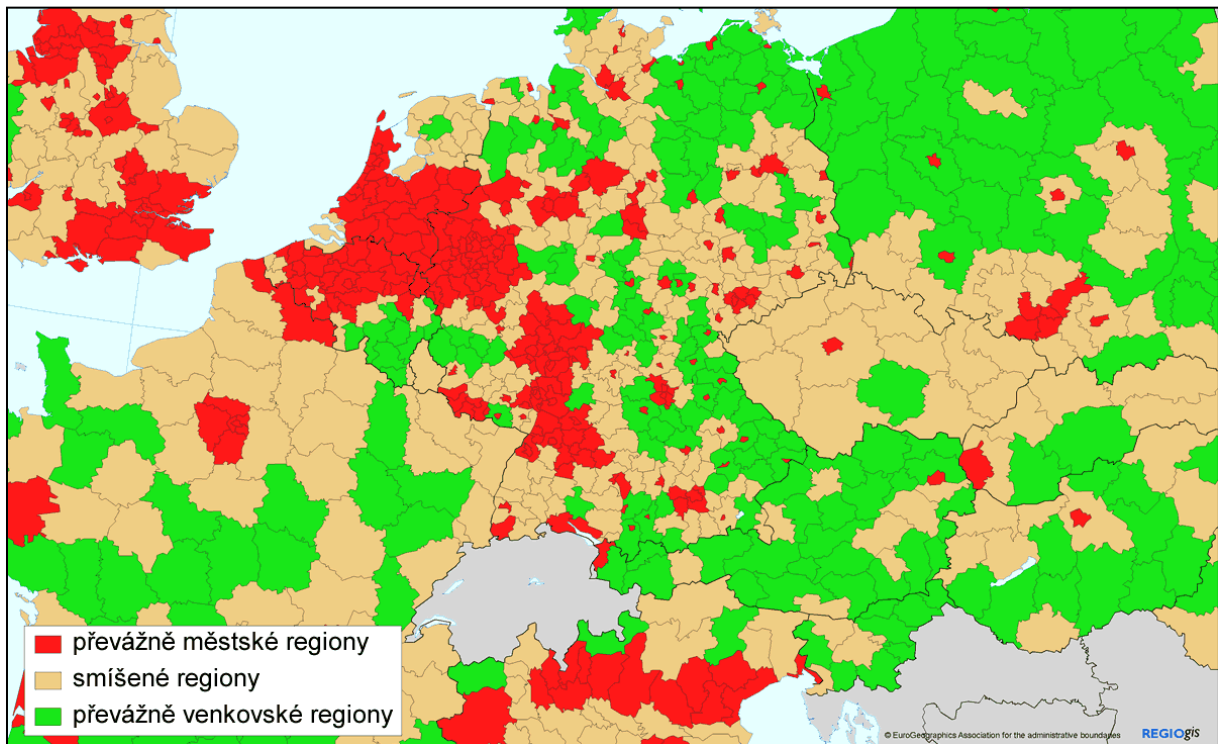 převážně městské regiony
smíšené regiony
převážně venkovské regiony
© EuroGeographics Association for the administrative boundaries
REGIOgis